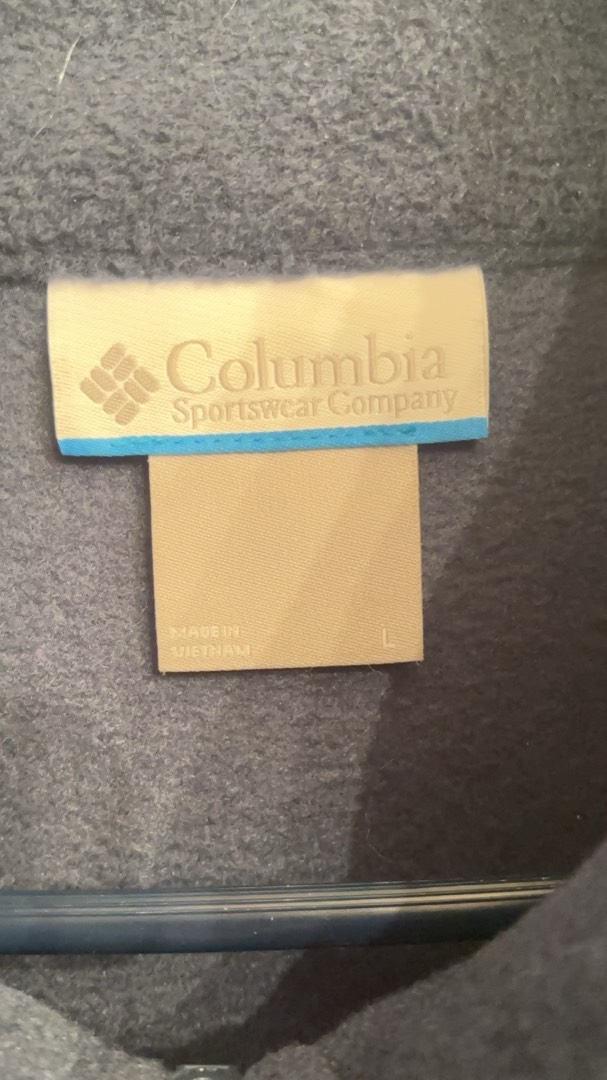 Columbia
Sportswear Company
MADE IN
VIETNAM
L